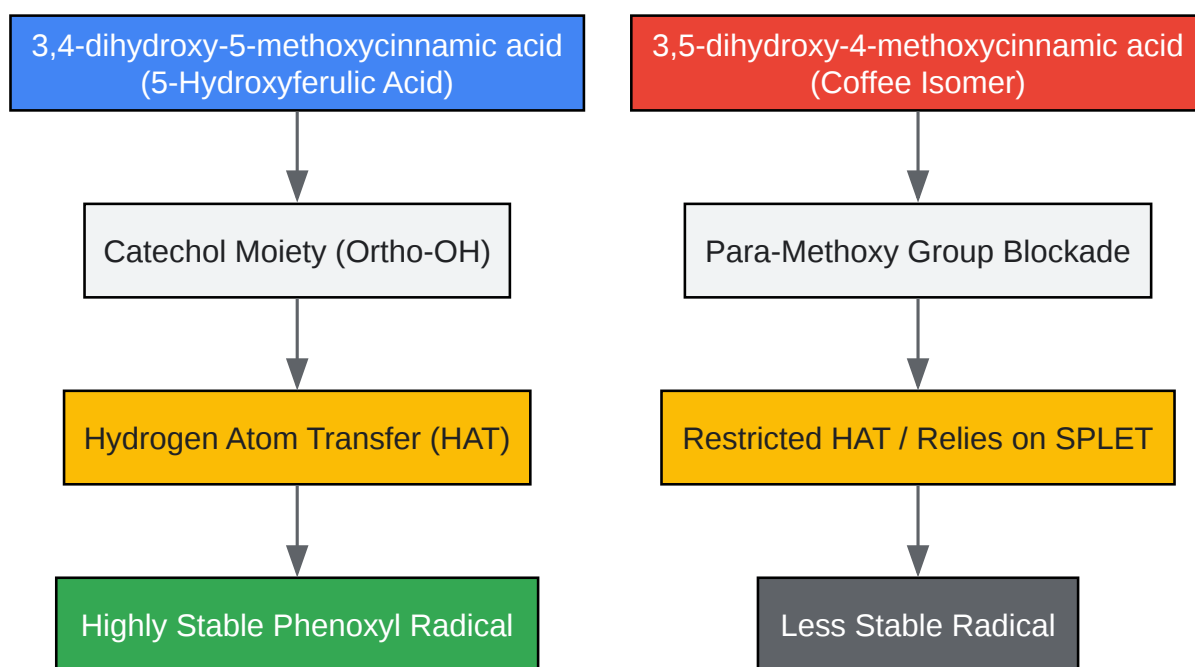 3,4-dihydroxy-5-methoxycinnamic acid
(5-Hydroxyferulic Acid)
Catechol Moiety (Ortho-OH)
Hydrogen Atom Transfer (HAT)
Highly Stable Phenoxyl Radical
3,5-dihydroxy-4-methoxycinnamic acid
(Coffee Isomer)
Para-Methoxy Group Blockade
Restricted HAT / Relies on SPLET
Less Stable Radical